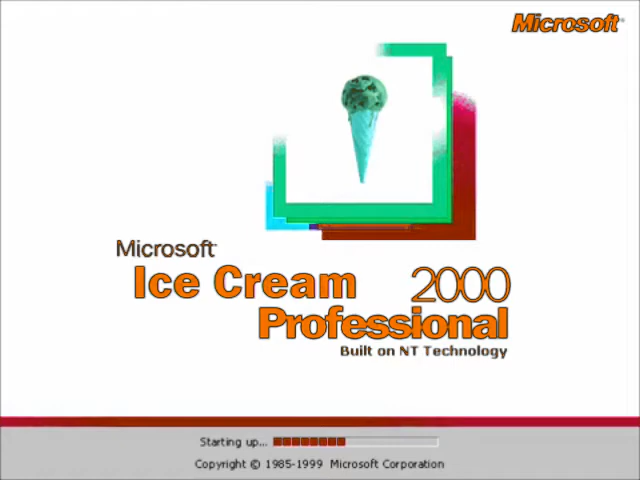 Microsoft®
Microsoft®
Ice Cream 2000
Professional
Built on NT Technology
Starting up...
Copyright © 1985-1999 Microsoft Corporation